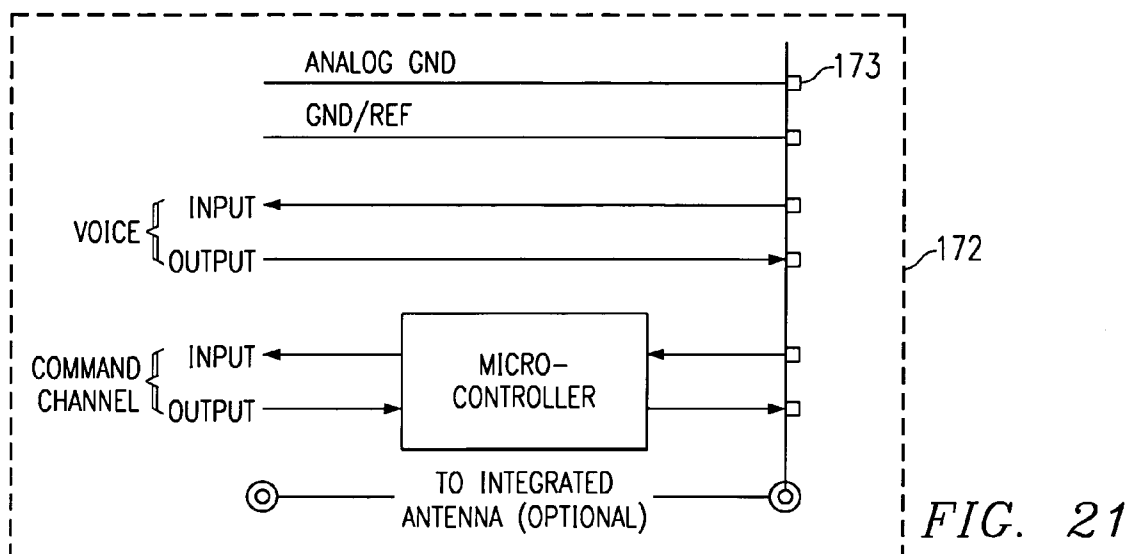 ANALOG GND
173
GND/REF
VOICE
INPUT
OUTPUT
172
COMMAND
CHANNEL
INPUT
OUTPUT
MICRO-
CONTROLLER
TO INTEGRATED
ANTENNA (OPTIONAL)
FIG. 21